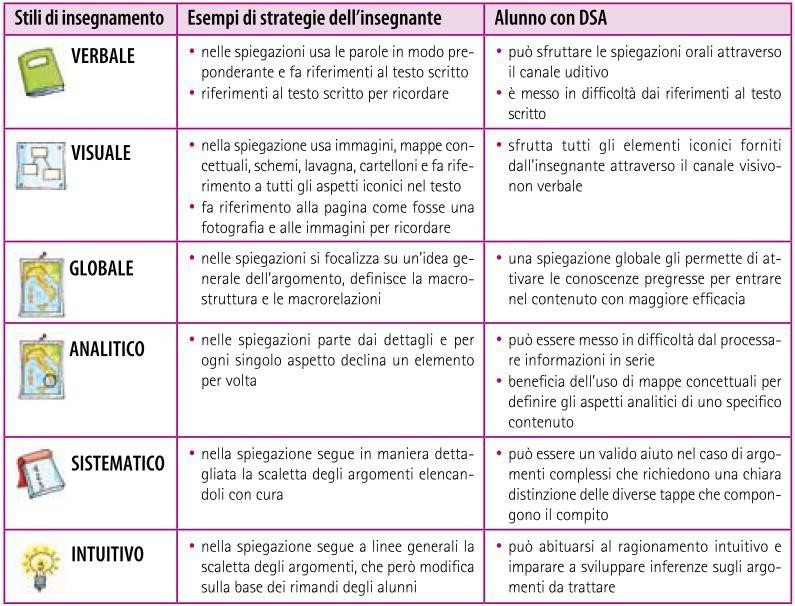 Stili di insegnamento
Esempi di strategie dell'insegnante
Alunno con DSA
VERBALE
• nelle spiegazioni usa le parole in modo pre-
ponderante e fa riferimenti al testo scritto
• riferimenti al testo scritto per ricordare
• può sfruttare le spiegazioni orali attraverso
il canale uditivo
• è messo in difficoltà dai riferimenti al testo
scritto
VISUALE
• nella spiegazione usa immagini, mappe con-
cettuali, schemi, lavagna, cartelloni e fa rife-
rimento a tutti gli aspetti iconici nel testo
• fa riferimento alla pagina come fosse una
fotografia e alle immagini per ricordare
• sfrutta tutti gli elementi iconici forniti
dall'insegnante attraverso il canale visivo-
non verbale
GLOBALE
• nelle spiegazioni si focalizza su un'idea ge-
nerale dell'argomento, definisce la macro-
struttura e le macrorelazioni
• una spiegazione globale gli permette di at-
tivare le conoscenze pregresse per entrare
nel contenuto con maggiore efficacia
ANALITICO
• nelle spiegazioni parte dai dettagli e per
ogni singolo aspetto declina un elemento
per volta
• può essere messo in difficoltà dal processa-
re informazioni in serie
• beneficia dell'uso di mappe concettuali per
definire gli aspetti analitici di uno specifico
contenuto
SISTEMATICO
• nella spiegazione segue in maniera detta-
gliata la scaletta degli argomenti elencan-
doli con cura
• può essere un valido aiuto nel caso di argo-
menti complessi che richiedono una chiara
distinzione delle diverse tappe che compon-
gono il compito
INTUITIVO
• nella spiegazione segue a linee generali la
scaletta degli argomenti, che però modifica
sulla base dei rimandi degli alunni
• può abituarsi al ragionamento intuitivo e
imparare a sviluppare inferenze sugli argo-
menti da trattare